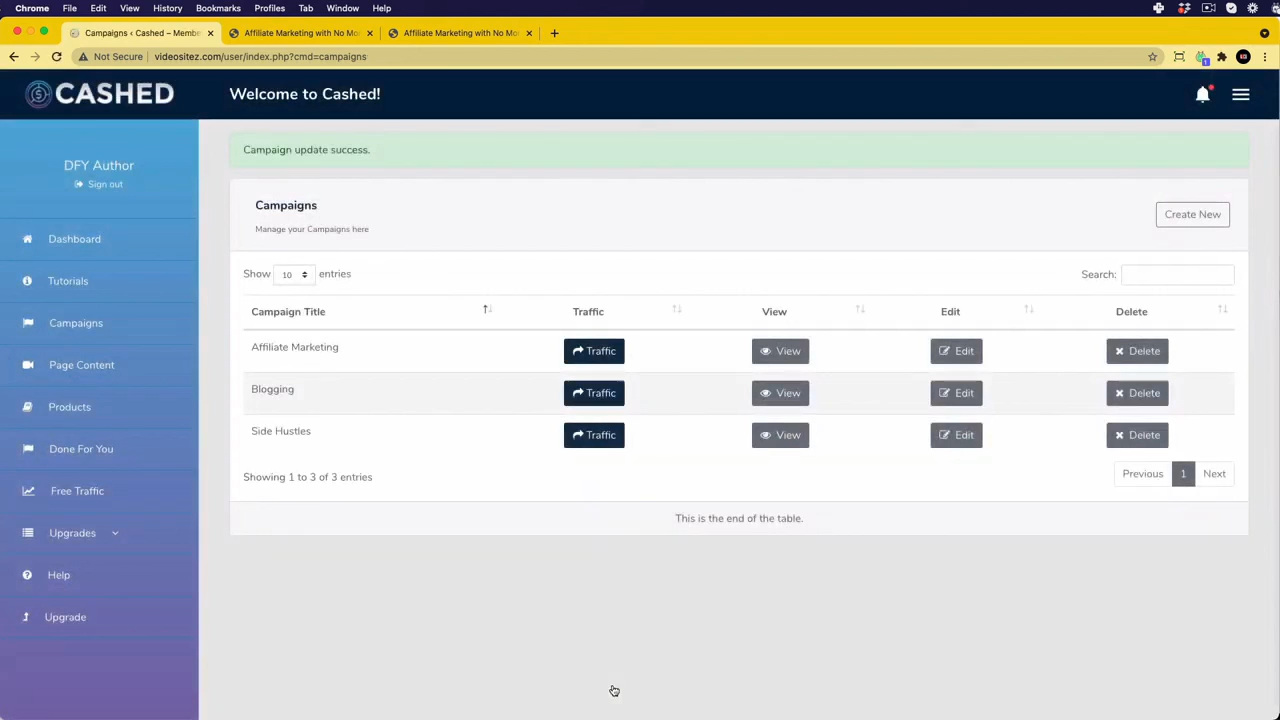 Chrome File Edit View History Bookmarks Profiles Tab Window Help
Campaigns ‹ Cashed – Membe
Affiliate Marketing with No Mo
Affiliate Marketing with No Mo
Not Secure videositez.com/user/index.php?cmd=campaigns
CASHED
Welcome to Cashed!
DFY Author
Sign out
Dashboard
Tutorials
Campaigns
Page Content
Products
Done For You
Free Traffic
Upgrades
Help
Upgrade
Campaign update success.
Campaigns
Manage your Campaigns here
Create New
Show 10 entries
Search:
Campaign Title Traffic View Edit Delete
Affiliate Marketing Traffic View Edit Delete
Blogging Traffic View Edit Delete
Side Hustles Traffic View Edit Delete
Showing 1 to 3 of 3 entries
Previous 1 Next
This is the end of the table.